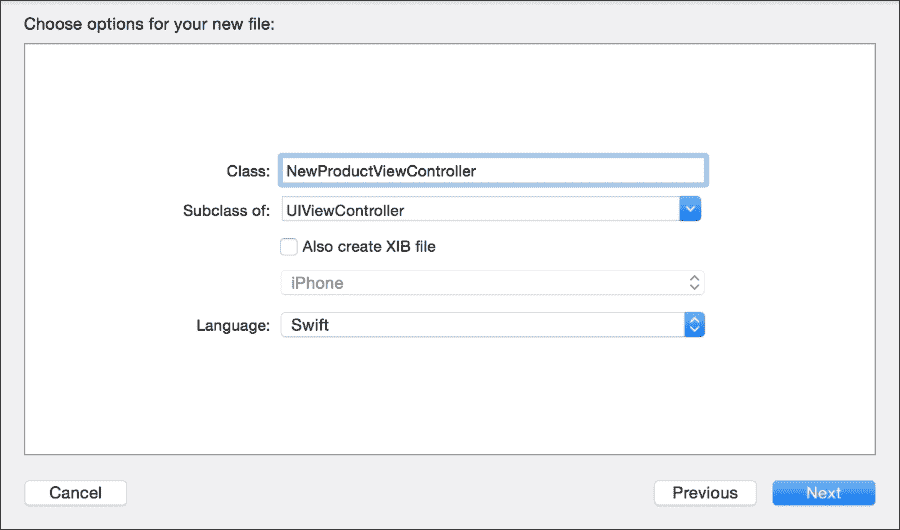 Choose options for your new file:
Class: NewProductViewController
Subclass of: UIViewController
Also create XIB file
iPhone
Language: Swift
Cancel Previous Next